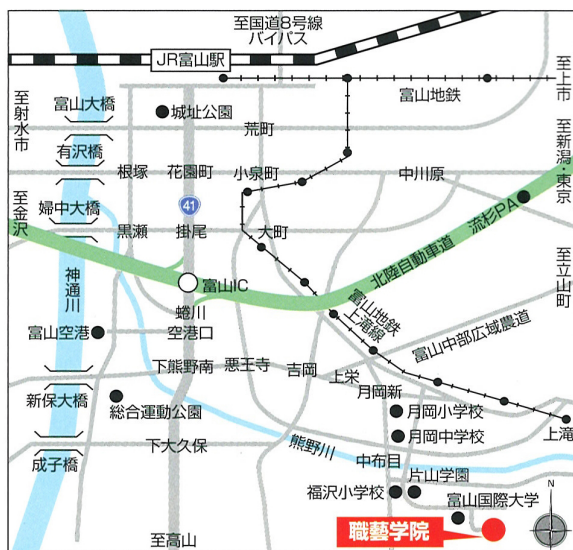 至国道8号線
バイパス
JR富山駅
至上市
富山地鉄
至射水市
富山大橋
城址公園
荒町
有沢橋
至新潟・東京
根塚
花園町
小泉町
中川原
至金沢
婦中大橋
41
流杉PA
黒瀬
掛尾
大町
北陸自動車道
至立山町
神通川
富山IC
蜷川
富山地鉄
上滝線
富山空港
空港口
富山中部広域農道
下熊野南
悪王寺
吉岡
上栄
新保大橋
月岡新
総合運動公園
月岡小学校
上滝
下大久保
熊野川
月岡中学校
成子橋
中布目
片山学園
福沢小学校
富山国際大学
N
至高山
職藝学院